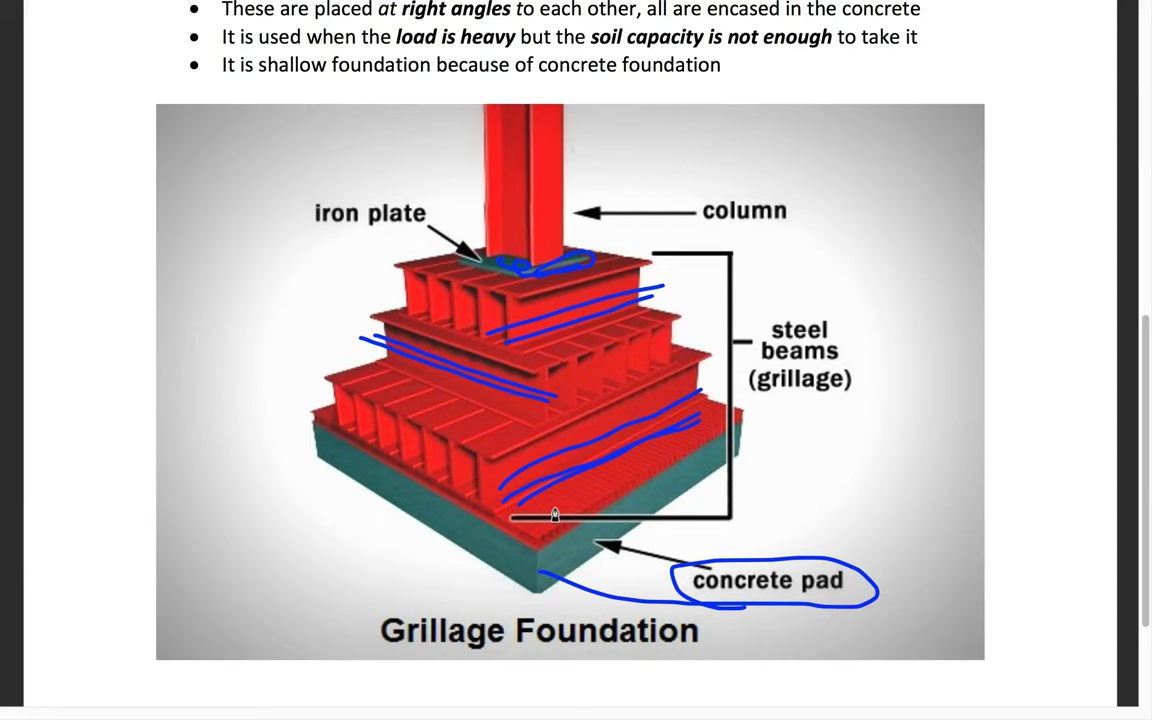 These are placed at right angles to each other, all are encased in the concrete
It is used when the load is heavy but the soil capacity is not enough to take it
It is shallow foundation because of concrete foundation
iron plate
column
steel
beams
(grillage)
concrete pad
Grillage Foundation